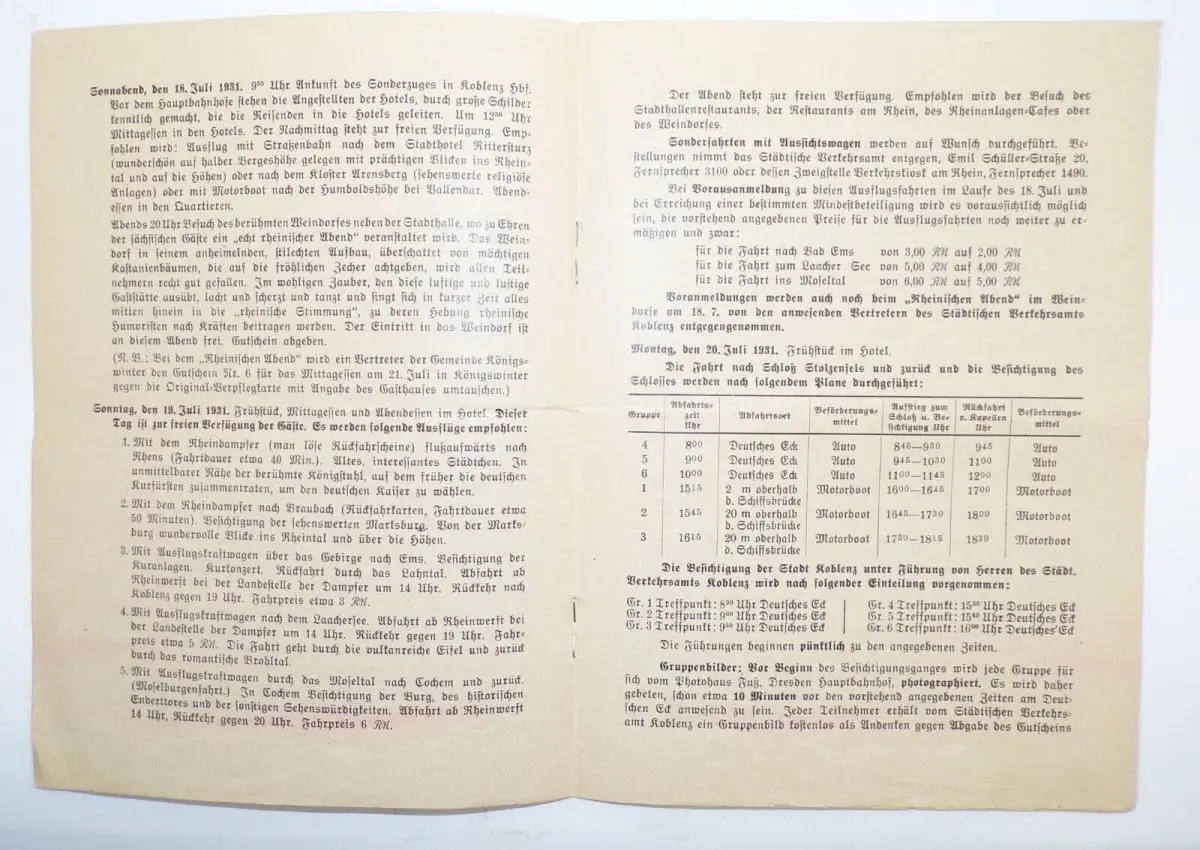 Sonnabend, den 18. Juli 1931. 9⁵⁵ Uhr Ankunft des Sonderzuges in Koblenz Hbf.
Vor dem Hauptbahnhofe stehen die Angestellten der Hotels, durch große Schilder
kenntlich gemacht, die die Reisenden in die Hotels geleiten. Um 12³⁰ Uhr
Mittagessen in den Hotels. Der Nachmittag steht zur freien Verfügung. Emp-
fohlen wird: Ausflug mit Straßenbahn nach dem Stadthotel Rittersturz
(wunderschön auf halber Bergeshöhe gelegen mit prächtigen Blicken ins Rhein-
tal und auf die Höhen) oder nach dem Kloster Arensberg (sehenswerte religiöse
Anlagen) oder mit Motorboot nach der Humboldshöhe bei Vallendar. Abend-
essen in den Quartieren.
Abends 20 Uhr Besuch des berühmten Weindorfes neben der Stadthalle, wo zu Ehren
der sächsischen Gäste ein „echt rheinischer Abend“ veranstaltet wird. Das Wein-
dorf in seinem anheimelnden, stilechten Aufbau, überschattet von mächtigen
Kastanienbäumen, die auf die fröhlichen Zecher achtgeben, wird allen Teil-
nehmern recht gut gefallen. Im wohligen Zauber, den diese luftige und lustige
Gaststätte ausübt, lacht und scherzt und tanzt und singt sich in kurzer Zeit alles
mitten hinein in die „rheinische Stimmung“, zu deren Hebung rheinische
Humoristen nach Kräften beitragen werden. Der Eintritt in das Weindorf ist
an diesem Abend frei. Gutschein abgeben.
(N. B.: Bei dem „Rheinischen Abend“ wird ein Vertreter der Gemeinde Königs-
winter den Gutschein Nr. 6 für das Mittagessen am 21. Juli in Königswinter
gegen die Original-Verpflegkarte mit Angabe des Gasthauses umtauschen.)
Sonntag, den 19. Juli 1931. Frühstück, Mittagessen und Abendessen im Hotel. Dieser
Tag ist zur freien Verfügung der Gäste. Es werden folgende Ausflüge empfohlen:
1. Mit dem Rheindampfer (man löse Rückfahrscheine) flußaufwärts nach
Rhens (Fahrtdauer etwa 40 Min.). Altes, interessantes Städtchen. In
unmittelbarer Nähe der berühmte Königstuhl, auf dem früher die deutschen
Kurfürsten zusammentraten, um den deutschen Kaiser zu wählen.
2. Mit dem Rheindampfer nach Braubach (Rückfahrkarten, Fahrtdauer etwa
50 Minuten). Besichtigung der sehenswerten Marksburg. Von der Marks-
burg wundervolle Blicke ins Rheintal und über die Höhen.
3. Mit Ausflugskraftwagen über das Gebirge nach Ems. Besichtigung der
Kuranlagen. Kurkonzert. Rückfahrt durch das Lahntal. Abfahrt ab
Rheinwerft bei der Landestelle der Dampfer um 14 Uhr. Rückkehr nach
Koblenz gegen 19 Uhr. Fahrpreis etwa 3 RM.
4. Mit Ausflugskraftwagen nach dem Laachersee. Abfahrt ab Rheinwerft bei
der Landestelle der Dampfer um 14 Uhr. Rückkehr gegen 19 Uhr. Fahr-
preis etwa 5 RM. Die Fahrt geht durch die vulkanreiche Eifel und zurück
durch das romantische Brohltal.
5. Mit Ausflugskraftwagen durch das Moseltal nach Cochem und zurück.
(Moselburgenfahrt.) In Cochem Besichtigung der Burg, des historischen
Enderttores und der sonstigen Sehenswürdigkeiten. Abfahrt ab Rheinwerft
14 Uhr, Rückkehr gegen 20 Uhr. Fahrpreis 6 RM.
Der Abend steht zur freien Verfügung. Empfohlen wird der Besuch des
Stadthallenrestaurants, der Restaurants am Rhein, des Rheinanlagen-Cafes oder
des Weindorfes.
Sonderfahrten mit Aussichtswagen werden auf Wunsch durchgeführt. Be-
stellungen nimmt das Städtische Verkehrsamt entgegen, Emil Schüller-Straße 20,
Fernsprecher 3100 oder dessen Zweigstelle Verkehrskiosk am Rhein, Fernsprecher 1490.
Bei Vorausanmeldung zu diesen Ausflugsfahrten im Laufe des 18. Juli und
bei Erreichung einer bestimmten Mindestbeteiligung wird es voraussichtlich möglich
sein, die vorstehend angegebenen Preise für die Ausflugsfahrten noch weiter zu er-
mäßigen und zwar:
für die Fahrt nach Bad Ems von 3,00 RM auf 2,00 RM
für die Fahrt zum Laacher See von 5,00 RM auf 4,00 RM
für die Fahrt ins Moseltal von 6,00 RM auf 5,00 RM
Voranmeldungen werden auch noch beim „Rheinischen Abend“ im Wein-
dorfe am 18. 7. von den anwesenden Vertretern des Städtischen Verkehrsamts
Koblenz entgegengenommen.
Montag, den 20. Juli 1931. Frühstück im Hotel.
Die Fahrt nach Schloß Stolzenfels und zurück und die Besichtigung des
Schlosses werden nach folgendem Plane durchgeführt:
Gruppe Abfahrts-zeit Uhr Abfahrtsort Beförderungs-mittel Aufstieg zum Schloß u. Be-sichtigung Uhr Rückfahrt v. Kapellen Uhr Beförderungs-mittel
4 8⁰⁰ Deutsches Eck Auto 8⁴⁵—9³⁰ 9⁴⁵ Auto
5 9⁰⁰ Deutsches Eck Auto 9⁴⁵—10³⁰ 11⁰⁰ Auto
6 10⁰⁰ Deutsches Eck Auto 11⁰⁰—11⁴⁵ 12⁰⁰ Auto
1 15¹⁵ 2 m oberhalb d. Schiffsbrücke Motorboot 16⁰⁰—16⁴⁵ 17⁰⁰ Motorboot
2 15⁴⁵ 20 m oberhalb d. Schiffsbrücke Motorboot 16⁴⁵—17³⁰ 18⁰⁰ Motorboot
3 16¹⁵ 20 m oberhalb d. Schiffsbrücke Motorboot 17³⁰—18¹⁵ 18³⁰ Motorboot
Die Besichtigung der Stadt Koblenz unter Führung von Herren des Städt.
Verkehrsamts Koblenz wird nach folgender Einteilung vorgenommen:
Gr. 1 Treffpunkt: 8³⁰ Uhr Deutsches Eck
Gr. 2 Treffpunkt: 9⁰⁰ Uhr Deutsches Eck
Gr. 3 Treffpunkt: 9³⁰ Uhr Deutsches Eck
Gr. 4 Treffpunkt: 15³⁰ Uhr Deutsches Eck
Gr. 5 Treffpunkt: 15⁴⁵ Uhr Deutsches Eck
Gr. 6 Treffpunkt: 16⁰⁰ Uhr Deutsches Eck
Die Führungen beginnen pünktlich zu den angegebenen Zeiten.
Gruppenbilder: Vor Beginn des Besichtigungsganges wird jede Gruppe für
sich vom Photohaus Fuß, Dresden Hauptbahnhof, photographiert. Es wird daher
gebeten, schon etwa 10 Minuten vor den vorstehend angegebenen Zeiten am Deut-
schen Eck anwesend zu sein. Jeder Teilnehmer erhält vom Städtischen Verkehrs-
amt Koblenz ein Gruppenbild kostenlos als Andenken gegen Abgabe des Gutscheins